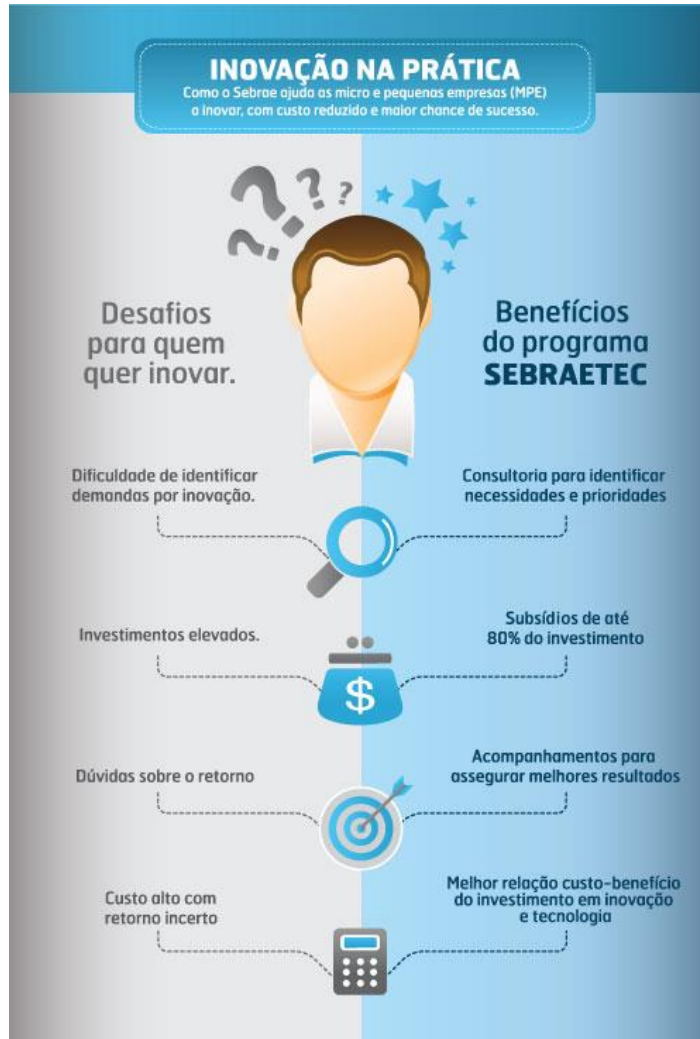 INOVAÇÃO NA PRÁTICA
Como o Sebrae ajuda as micro e pequenas empresas (MPE)
a inovar, com custo reduzido e maior chance de sucesso.
? ? ? ?
Desafios
para quem
quer inovar.
Benefícios
do programa
SEBRAETEC
Dificuldade de identificar
demandas por inovação.
Consultoria para identificar
necessidades e prioridades
Investimentos elevados.
Subsídios de até
80% do investimento
$
Dúvidas sobre o retorno
Acompanhamentos para
assegurar melhores resultados
Custo alto com
retorno incerto
Melhor relação custo-benefício
do investimento em inovação
e tecnologia